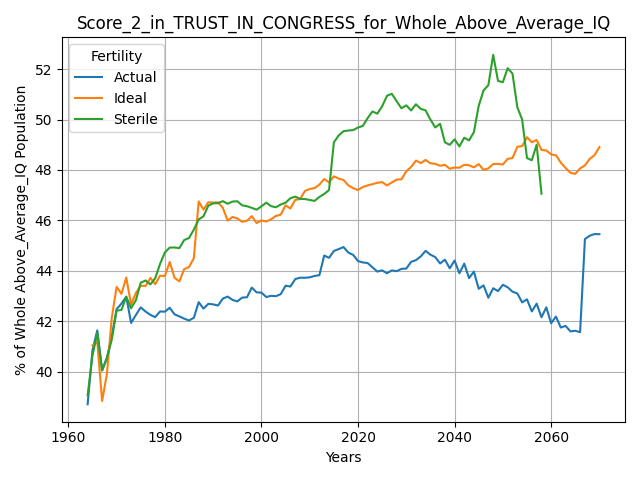 Score_2_in_TRUST_IN_CONGRESS_for_Whole_Above_Average_IQ
Fertility
Actual
Ideal
Sterile
% of Whole Above_Average_IQ Population
52
50
48
46
44
42
40
1960 1980 2000 2020 2040 2060
Years